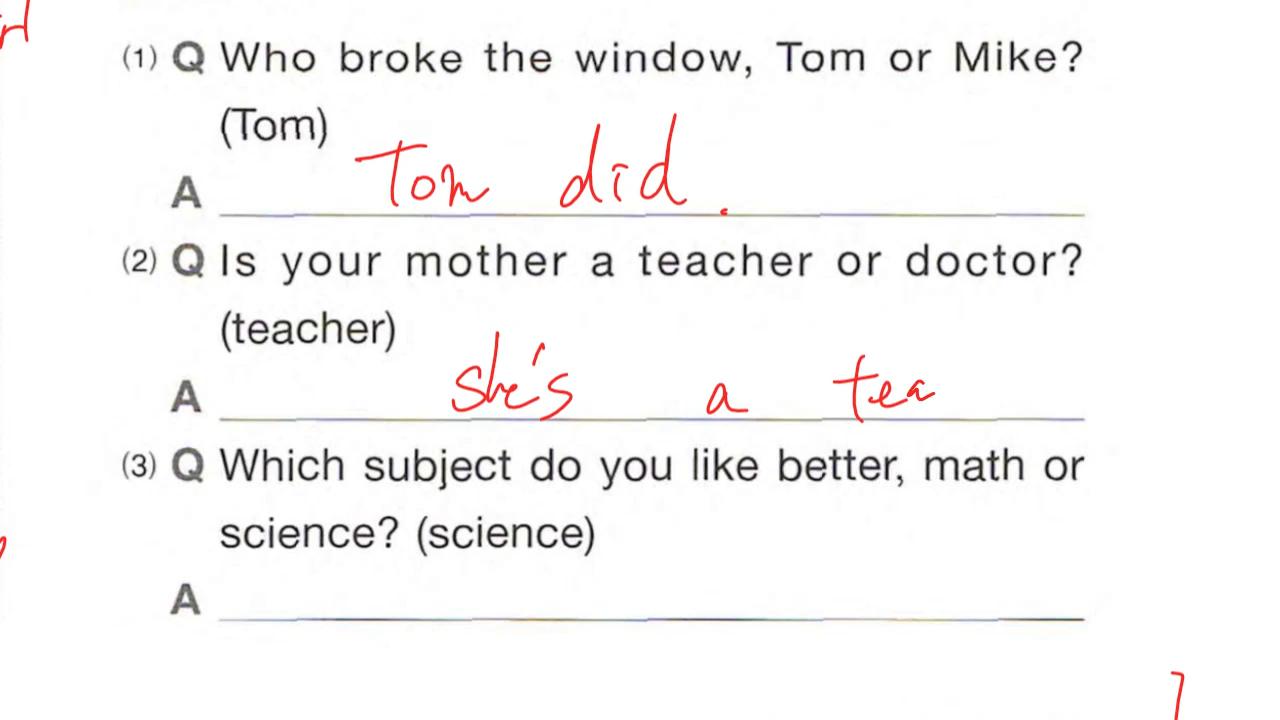 (1) Q Who broke the window, Tom or Mike?
(Tom)
A Tom did.
(2) Q Is your mother a teacher or doctor?
(teacher)
A she's a tea
(3) Q Which subject do you like better, math or
science? (science)
A